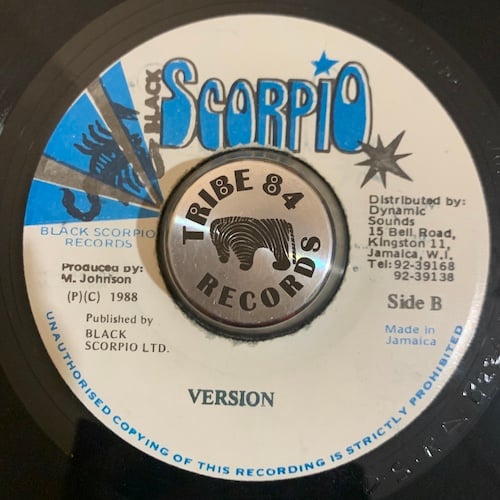 BLACK
SCORPIO
BLACK SCORPIO
RECORDS
Produced by:
M. Johnson
(P)(C) 1988
Published by
BLACK
SCORPIO LTD.
TRIBE 84
RECORDS
Distributed by:
Dynamic
Sounds
15 Bell Road,
Kingston 11,
Jamaica, W.I.
Tel: 92-39168
92-39138
Side B
Made in
Jamaica
VERSION
UNAUTHORISED COPYING OF THIS RECORDING IS STRICTLY PROHIBITED